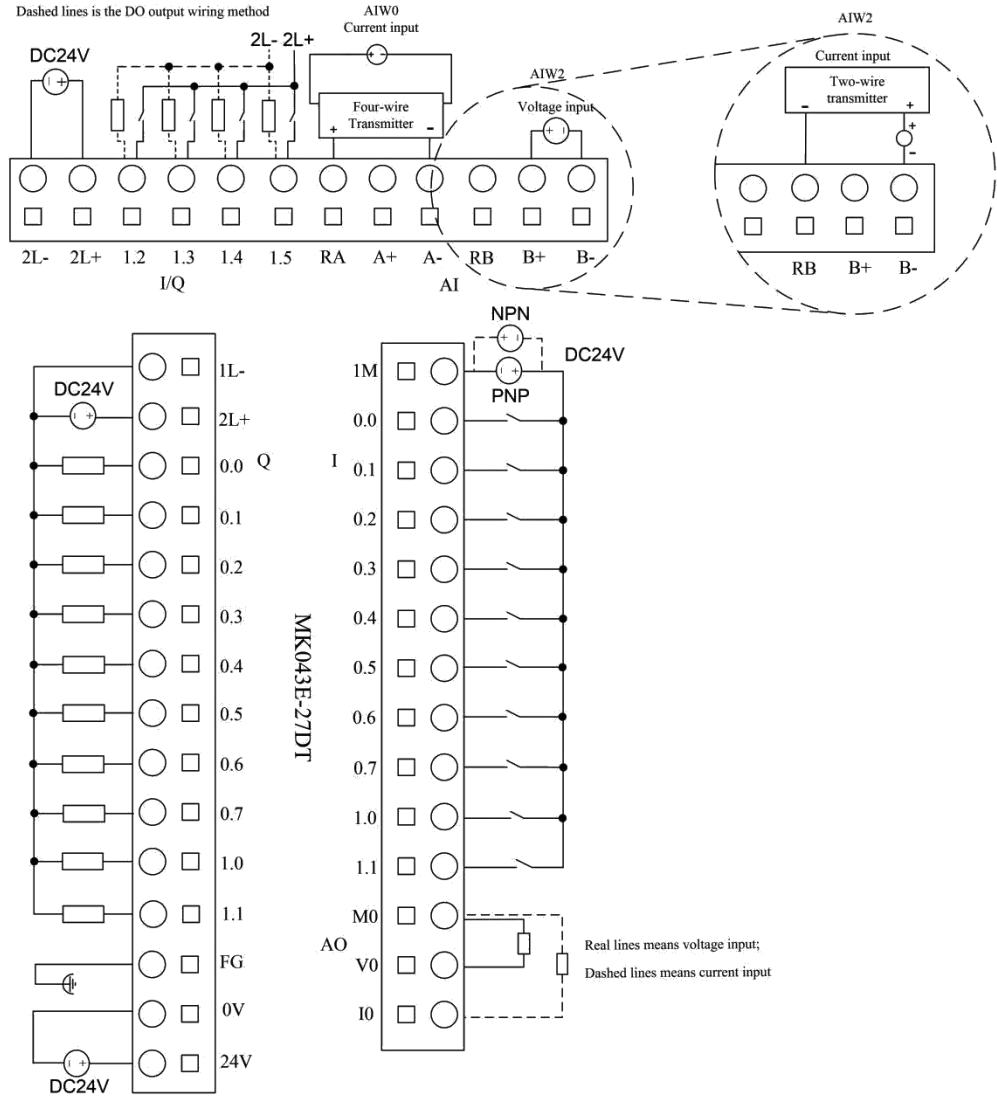 Dashed lines is the DO output wiring method
AIW0
Current input
2L- 2L+
DC24V
Four-wire
Transmitter
+ -
AIW2
Voltage input
+ -
AIW2
Current input
Two-wire
transmitter
- +
+
-
RB B+ B-
2L- 2L+ 1.2 1.3 1.4 1.5 RA A+ A- RB B+ B-
I/Q AI
1L-
DC24V
2L+
Q
0.0
0.1
0.2
0.3
0.4
0.5
0.6
0.7
1.0
1.1
FG
0V
24V
DC24V
MK043E-27DT
NPN
DC24V
PNP
1M
0.0
I
0.1
0.2
0.3
0.4
0.5
0.6
0.7
1.0
1.1
M0
AO
V0
I0
Real lines means voltage input;
Dashed lines means current input